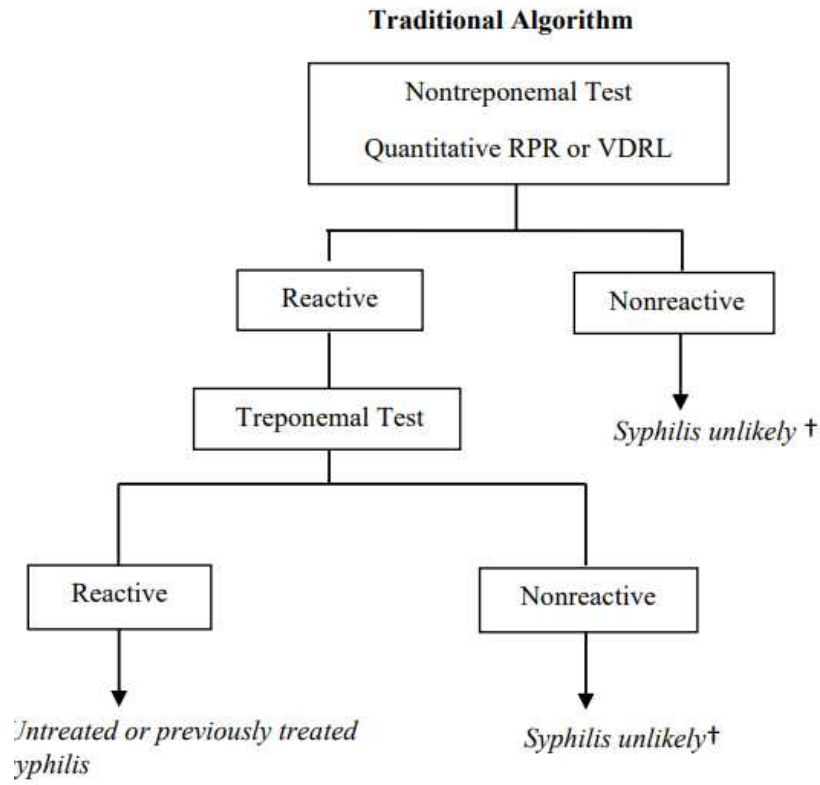 Traditional Algorithm
Nontreponemal Test
Quantitative RPR or VDRL
Reactive
Nonreactive
Treponemal Test
Syphilis unlikely †
Reactive
Nonreactive
Untreated or previously treated
yphilis
Syphilis unlikely†